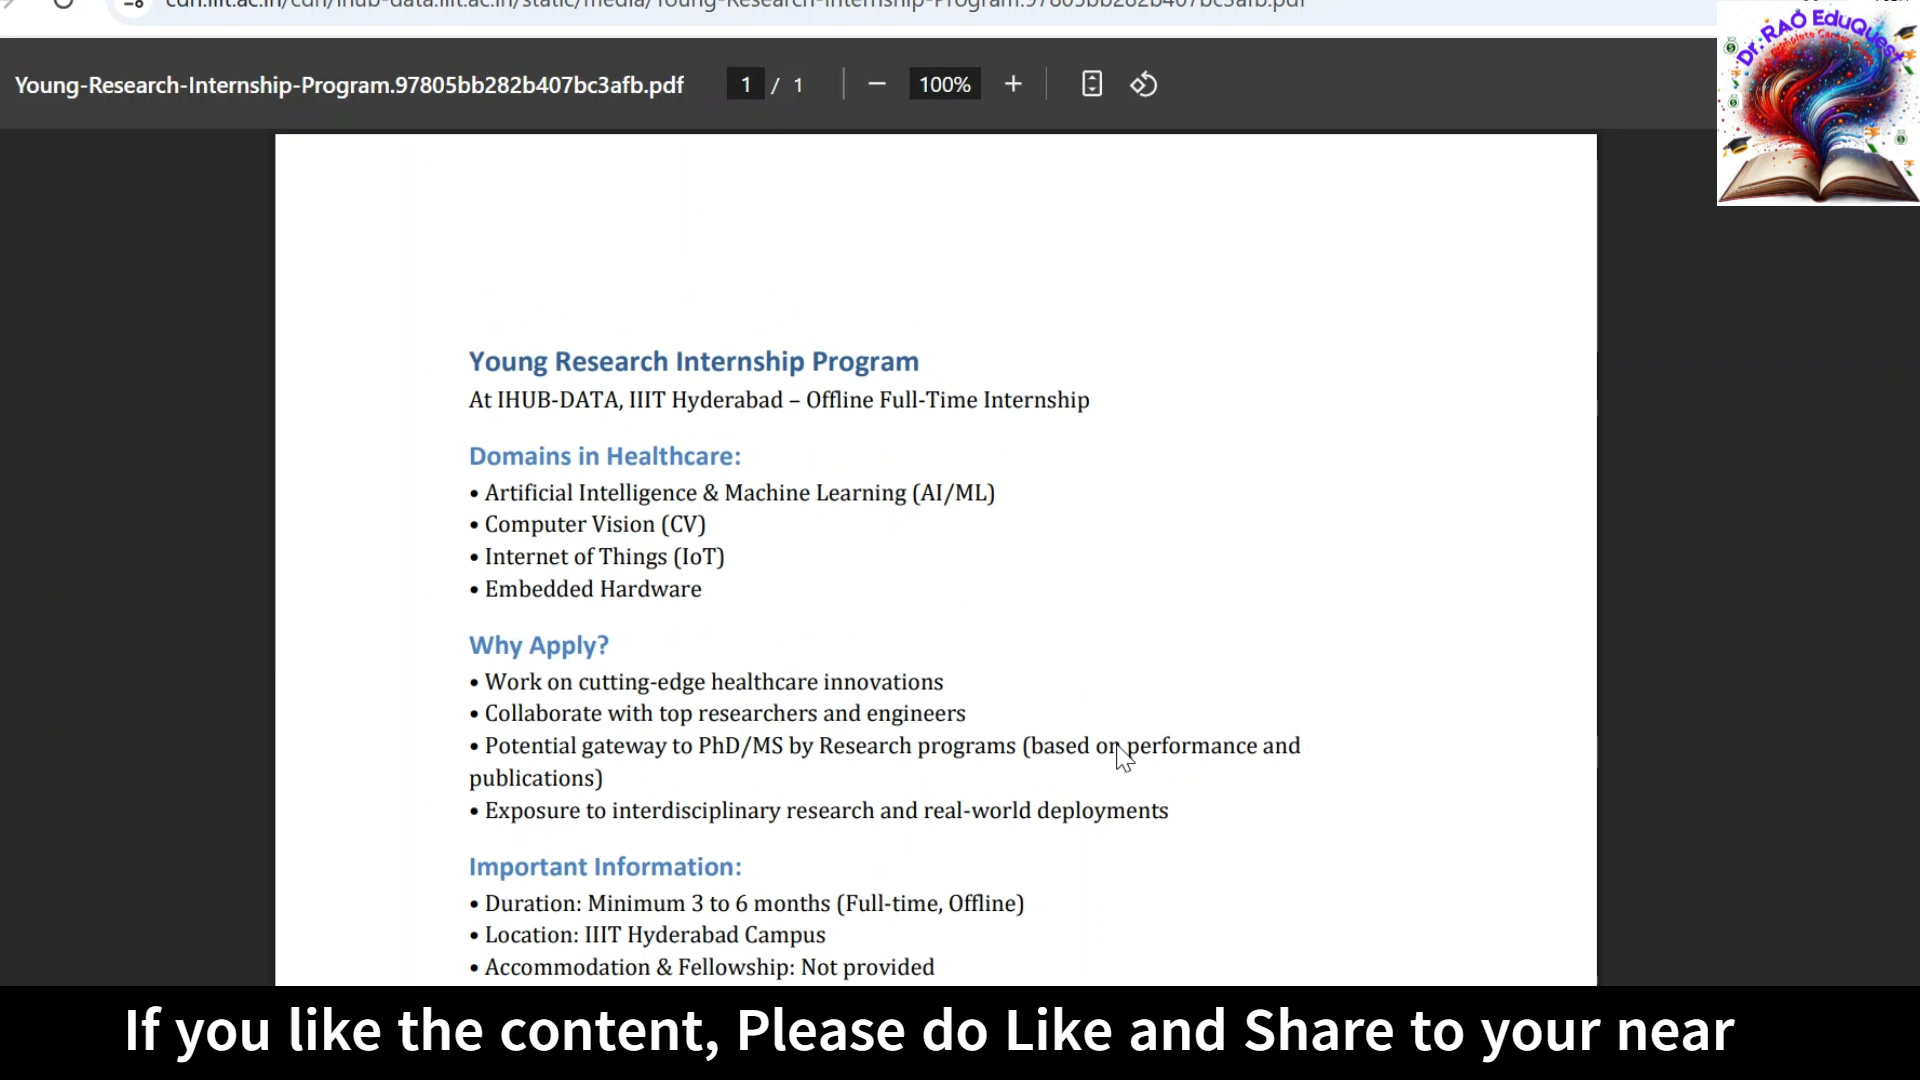 Young-Research-Internship-Program.97805bb282b407bc3afb.pdf
1 / 1
100%
Dr. RAO EduQuest
Young Research Internship Program
At IHUB-DATA, IIIT Hyderabad – Offline Full-Time Internship
Domains in Healthcare:
• Artificial Intelligence & Machine Learning (AI/ML)
• Computer Vision (CV)
• Internet of Things (IoT)
• Embedded Hardware
Why Apply?
• Work on cutting-edge healthcare innovations
• Collaborate with top researchers and engineers
• Potential gateway to PhD/MS by Research programs (based on performance and
publications)
• Exposure to interdisciplinary research and real-world deployments
Important Information:
• Duration: Minimum 3 to 6 months (Full-time, Offline)
• Location: IIIT Hyderabad Campus
• Accommodation & Fellowship: Not provided
If you like the content, Please do Like and Share to your near